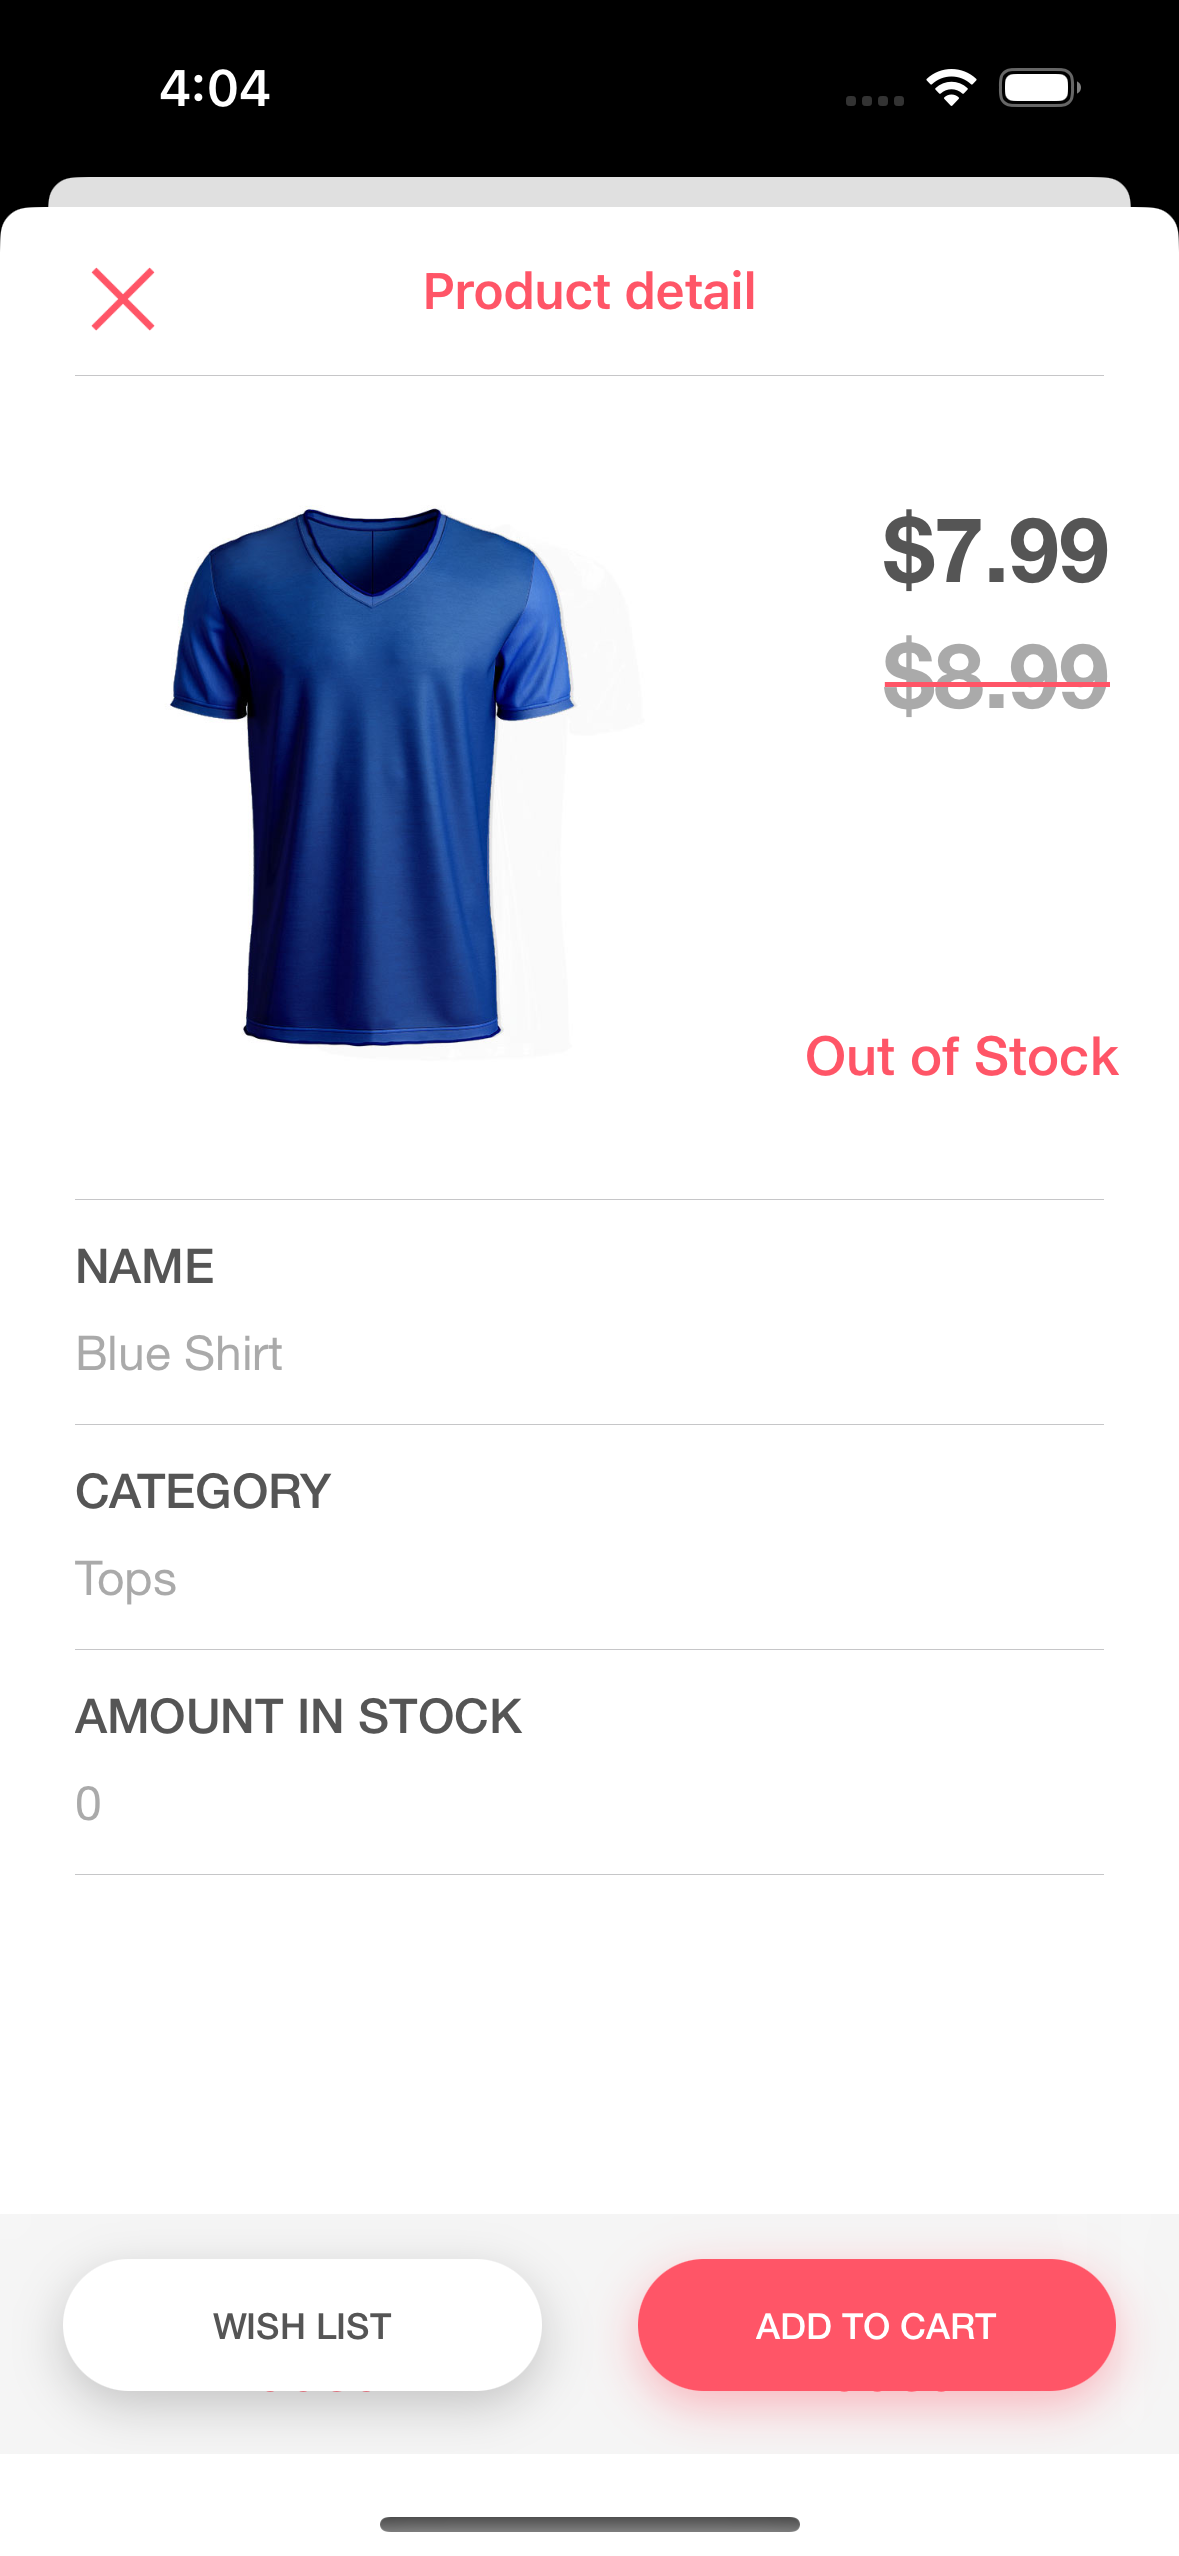 4:04
Product detail
$7.99
$8.99
Out of Stock
NAME
Blue Shirt
CATEGORY
Tops
AMOUNT IN STOCK
0
WISH LIST
ADD TO CART